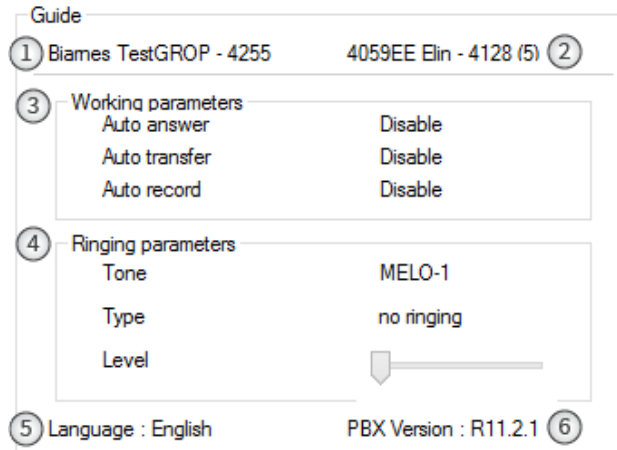 Guide
1 Biarnes TestGROP - 4255 4059EE Elin - 4128 (5) 2
3 Working parameters
Auto answer Disable
Auto transfer Disable
Auto record Disable
4 Ringing parameters
Tone MELO-1
Type no ringing
Level
5 Language : English PBX Version : R11.2.1 6